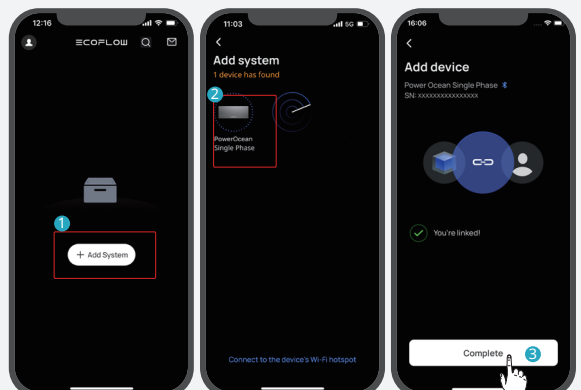 12:16
ECOFLOW
1
+ Add System
11:03
5G
Add system
1 device has found
2
PowerOcean
Single Phase
Connect to the device's Wi-Fi hotspot
16:06
Add device
Power Ocean Single Phase
SN: xxxxxxxxxxxxxxxx
You're linked!
Complete
3